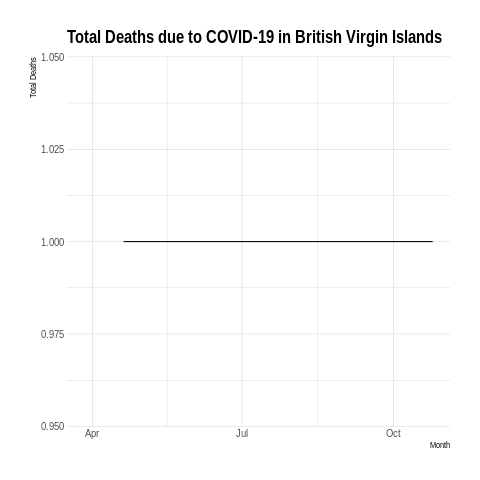 Total Deaths due to COVID-19 in British Virgin Islands
Total Deaths
1.050
1.025
1.000
0.975
0.950
Apr Jul Oct
Month